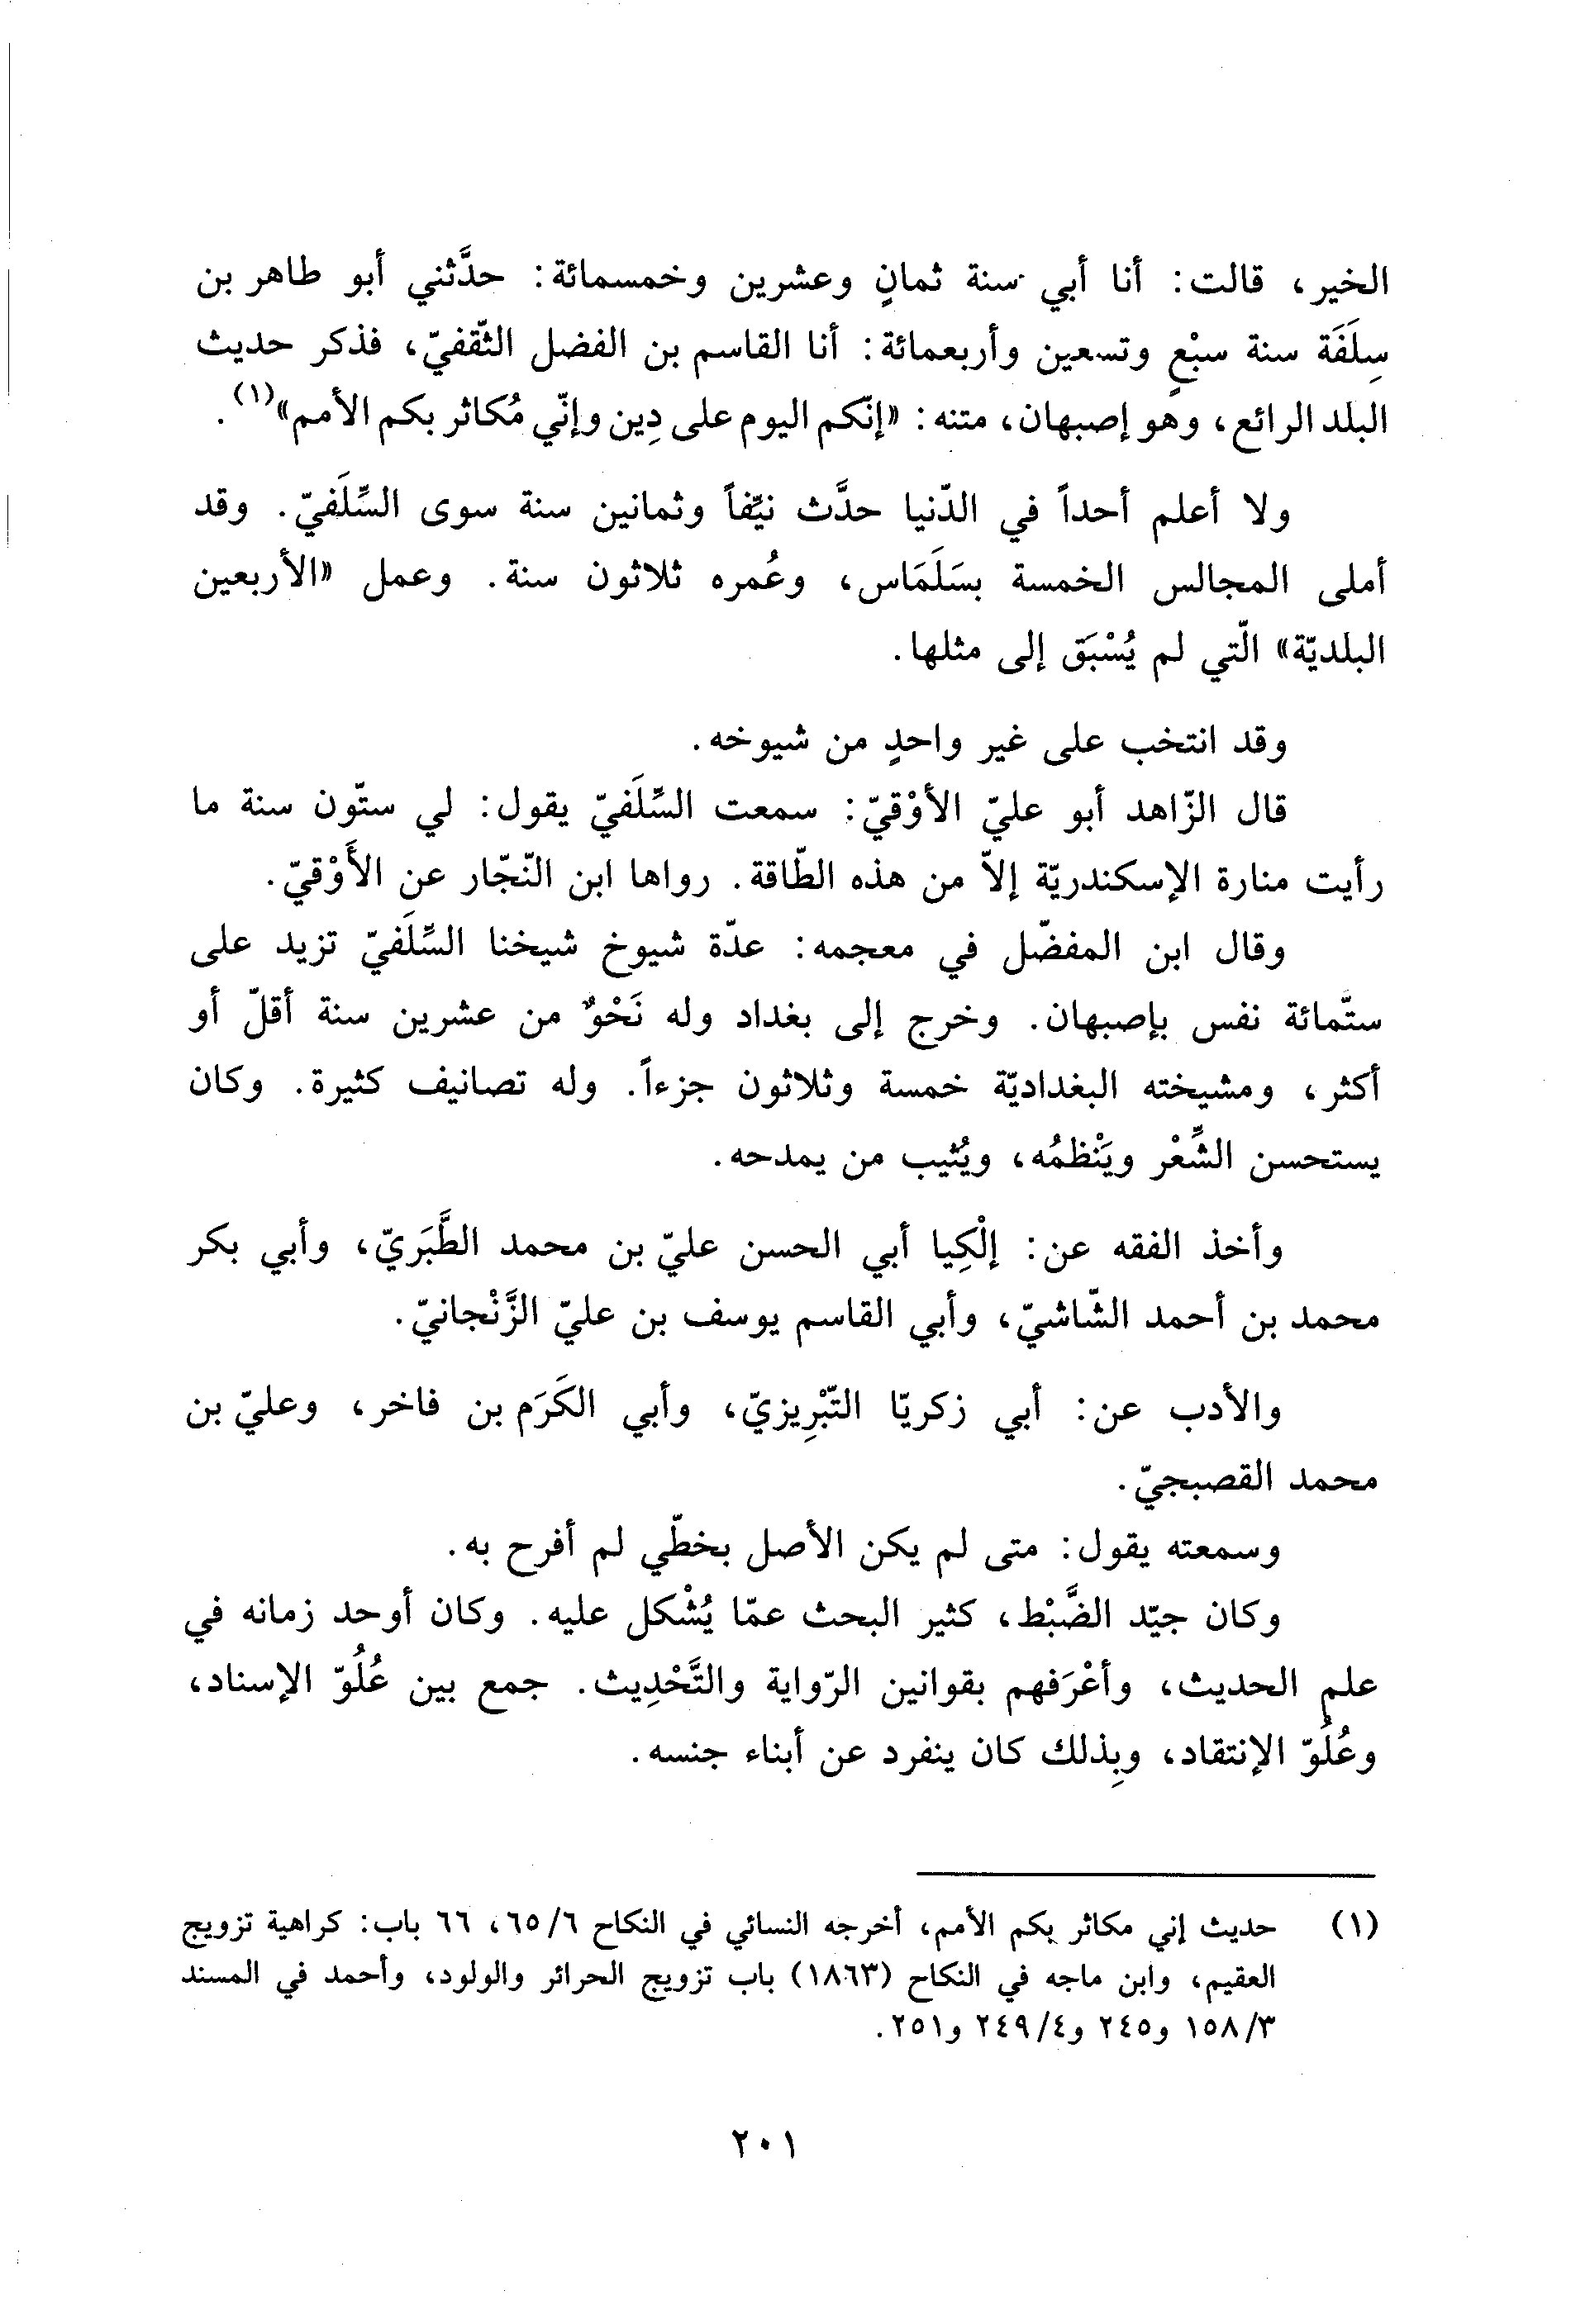 الخير، قالت: أنا أبي سنة ثمانٍ وعشرين وخمسمائة: حدَّثني أبو طاهر بن
سِلَفَة سنة سبْعٍ وتسعين وأربعمائة: أنا القاسم بن الفضل الثّقفيّ، فذكر حديث
البلد الرائع، وهو إصبهان، متنه: «إنّكم اليوم على دِين وإنّي مُكاثر بكم الأمم»(١).
ولا أعلم أحداً في الدّنيا حدَّث نيِّفاً وثمانين سنة سوى السِّلَفيّ. وقد
أملى المجالس الخمسة بسَلَمَاس، وعُمره ثلاثون سنة. وعمل «الأربعين
البلديّة» الّتي لم يُسْبَق إلى مثلها.
وقد انتخب على غير واحدٍ من شيوخه.
قال الزّاهد أبو عليّ الأوْقيّ: سمعت السِّلَفيّ يقول: لي ستّون سنة ما
رأيت منارة الإسكندريّة إلاّ من هذه الطّاقة. رواها ابن النّجّار عن الأَوْقيّ.
وقال ابن المفضّل في معجمه: عدّة شيوخ شيخنا السِّلَفيّ تزيد على
ستّمائة نفس بإصبهان. وخرج إلى بغداد وله نَحْوٌ من عشرين سنة أقلّ أو
أكثر، ومشيخته البغداديّة خمسة وثلاثون جزءاً. وله تصانيف كثيرة. وكان
يستحسن الشِّعْر ويَنْظمُه، ويُثيب من يمدحه.
وأخذ الفقه عن: إلْكِيا أبي الحسن عليّ بن محمد الطَّبَريّ، وأبي بكر
محمد بن أحمد الشّاشيّ، وأبي القاسم يوسف بن عليّ الزَّنْجانيّ.
والأدب عن: أبي زكريّا التّبْرِيزيّ، وأبي الكَرَم بن فاخر، وعليّ بن
محمد القصبجيّ.
وسمعته يقول: متى لم يكن الأصل بخطّي لم أفرح به.
وكان جيّد الضَّبْط، كثير البحث عمّا يُشْكل عليه. وكان أوحد زمانه في
علم الحديث، وأعْرَفهم بقوانين الرّواية والتَّحْدِيث. جمع بين عُلُوّ الإسناد،
وعُلُوّ الإنتقاد، وبِذلك كان ينفرد عن أبناء جنسه.
(١) حديث إني مكاثر بكم الأمم، أخرجه النسائي في النكاح ٦/ ٦٥، ٦٦ باب: كراهية تزويج
العقيم، وابن ماجه في النكاح (١٨٦٣) باب تزويج الحرائر والولود، وأحمد في المسند
٣/ ١٥٨ و٢٤٥ و٤/ ٢٤٩ و٢٥١.
٢٠١